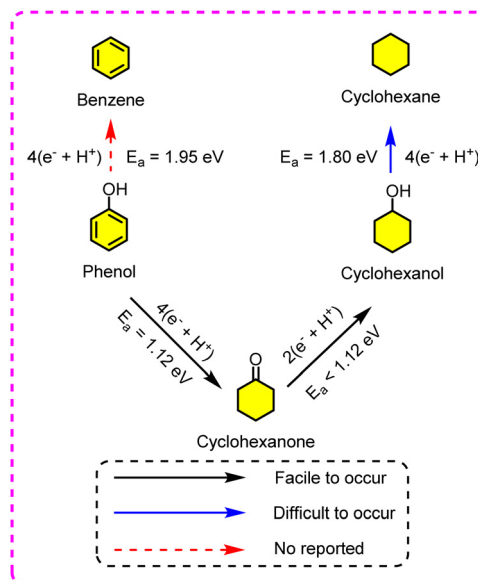 Benzene
Cyclohexane
4(e⁻ + H⁺) Eₐ = 1.95 eV
Eₐ = 1.80 eV 4(e⁻ + H⁺)
OH
OH
Phenol
Cyclohexanol
4(e⁻ + H⁺)
Eₐ = 1.12 eV
2(e⁻ + H⁺)
Eₐ < 1.12 eV
O
Cyclohexanone
Facile to occur
Difficult to occur
No reported